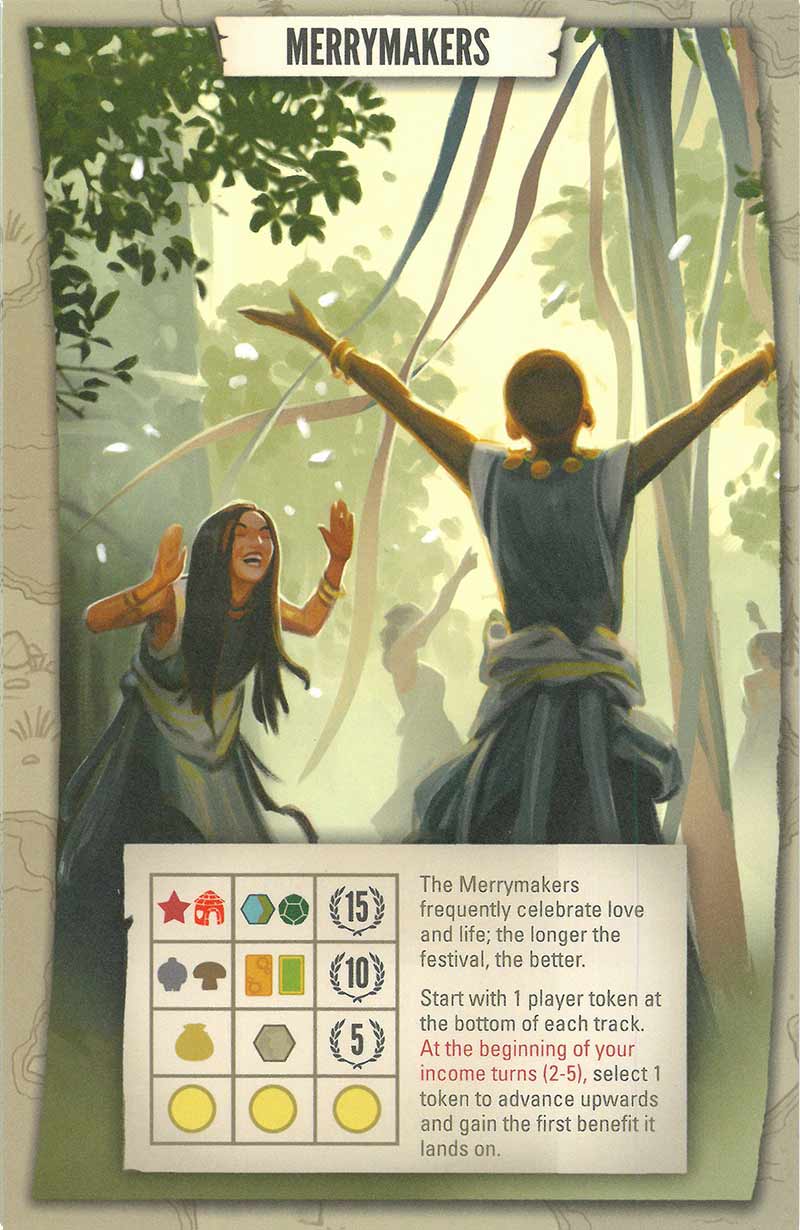 MERRYMAKERS
15
10
5
The Merrymakers
frequently celebrate love
and life; the longer the
festival, the better.
Start with 1 player token at
the bottom of each track.
At the beginning of your
income turns (2-5), select 1
token to advance upwards
and gain the first benefit it
lands on.